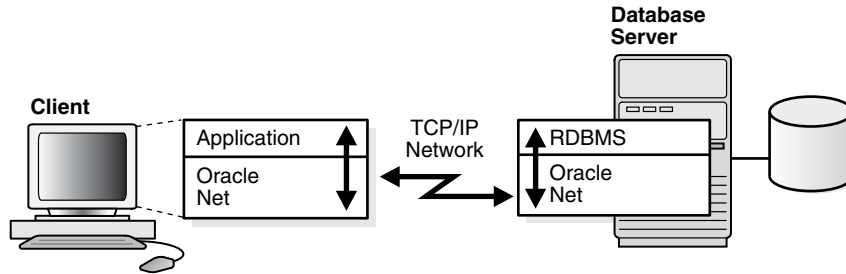 Database
Server
Client
TCP/IP
Network
Application
Oracle
Net
RDBMS
Oracle
Net